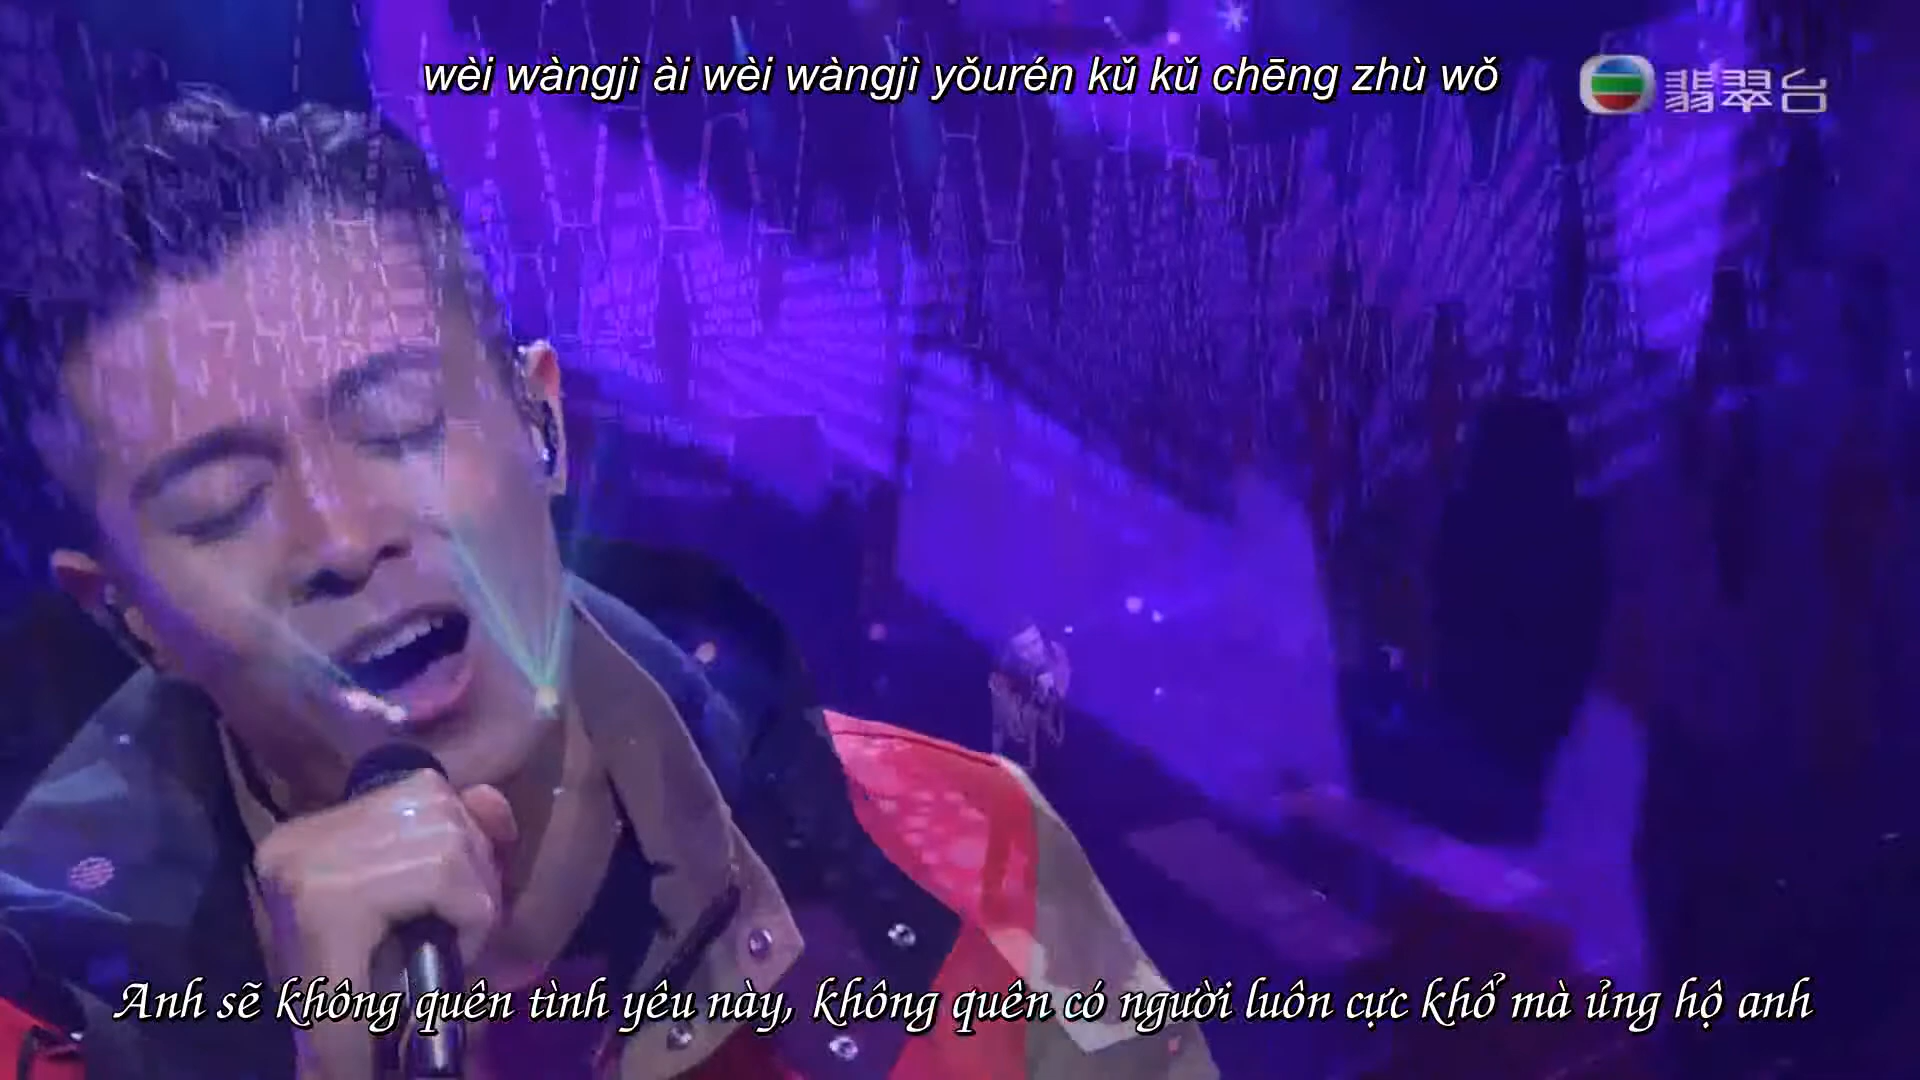 wèi wàngjì ài wèi wàngjì yǒurén kǔ kǔ chēng zhù wǒ
翡翠台
Anh sẽ không quên tình yêu này, không quên có người luôn cực khổ mà ủng hộ anh